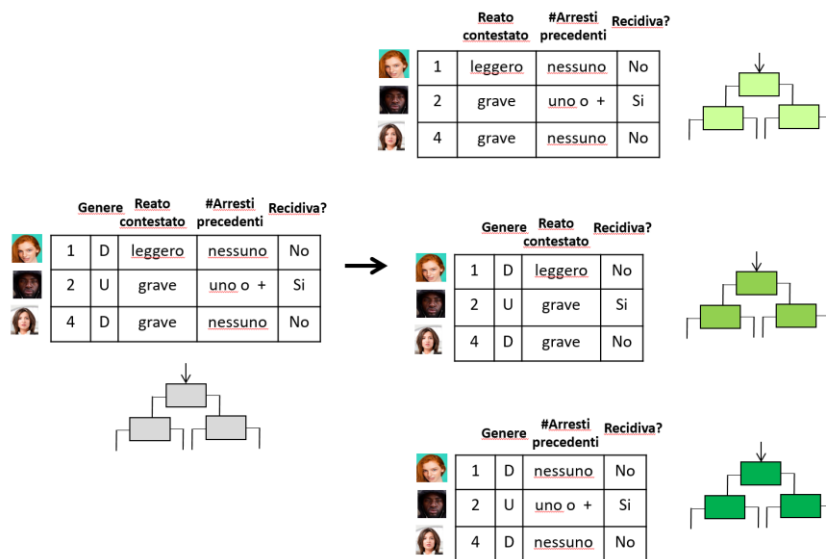 Reato contestato #Arresti precedenti Recidiva?
1 leggero nessuno No
2 grave uno o + Si
4 grave nessuno No
Genere Reato contestato #Arresti precedenti Recidiva?
1 D leggero nessuno No
2 U grave uno o + Si
4 D grave nessuno No
Genere Reato contestato Recidiva?
1 D leggero No
2 U grave Si
4 D grave No
Genere #Arresti precedenti Recidiva?
1 D nessuno No
2 U uno o + Si
4 D nessuno No